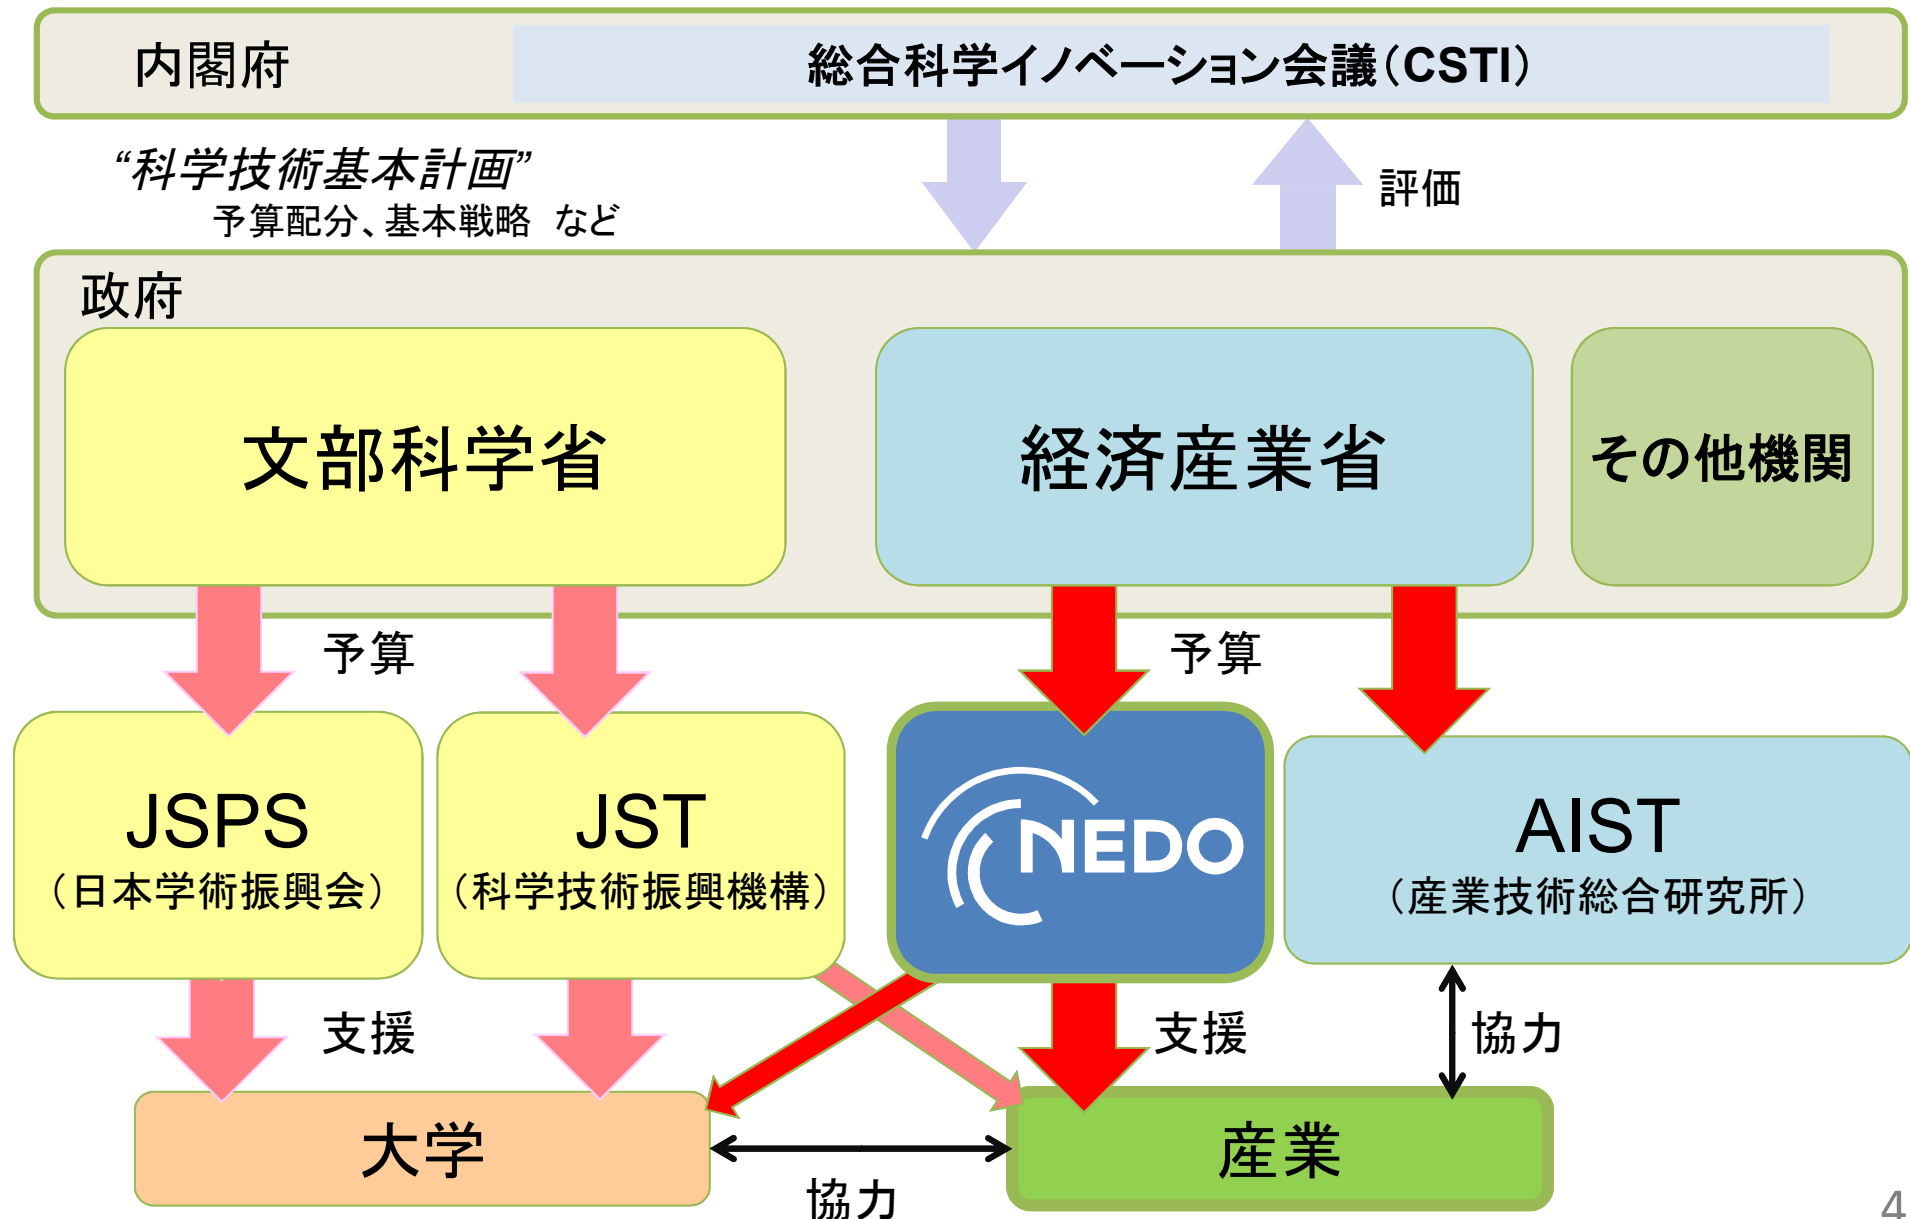 内閣府
総合科学イノベーション会議（CSTI）
“科学技術基本計画”
予算配分、基本戦略 など
評価
政府
文部科学省
経済産業省
その他機関
予算
予算
JSPS
（日本学術振興会）
JST
（科学技術振興機構）
NEDO
AIST
（産業技術総合研究所）
支援
支援
協力
大学
産業
協力
4